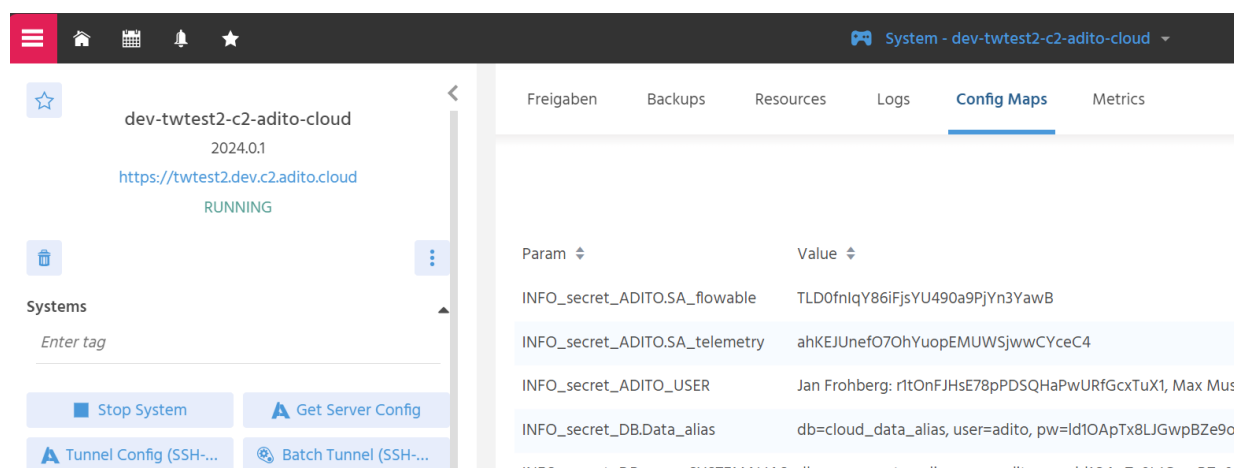 System - dev-twtest2-c2-adito-cloud
dev-twtest2-c2-adito-cloud
2024.0.1
https://twtest2.dev.c2.adito.cloud
RUNNING
Systems
Enter tag
Stop System
Get Server Config
Tunnel Config (SSH-...
Batch Tunnel (SSH-...
Freigaben Backups Resources Logs Config Maps Metrics
Param Value
INFO_secret_ADITO.SA_flowable TLD0fnIqY86iFjsYU490a9PjYn3YawB
INFO_secret_ADITO.SA_telemetry ahKEJUnefO7OhYuopEMUWSjwwCYceC4
INFO_secret_ADITO_USER Jan Frohberg: r1tOnFJHsE78pPDSQHaPwURfGcxTuX1, Max Mus
INFO_secret_DB.Data_alias db=cloud_data_alias, user=adito, pw=ld1OApTx8LJGwpBZe9o